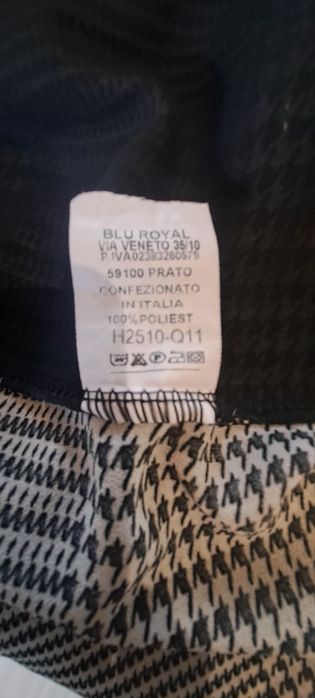 BLU ROYAL
VIA VENETO 35/10
P.IVA02383260979
59100 PRATO
CONFEZIONATO
IN ITALIA
100%POLIEST
H2510-Q11